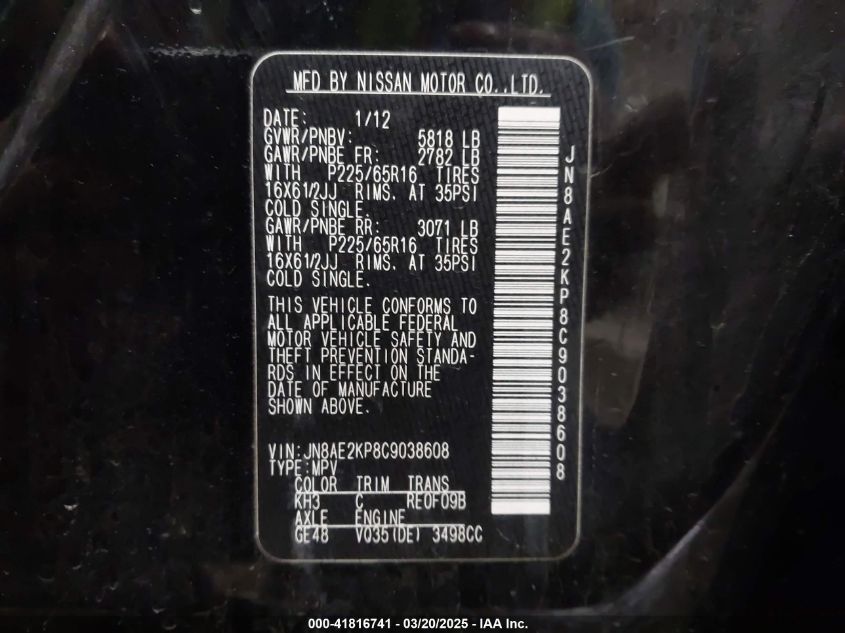 MFD BY NISSAN MOTOR CO.,LTD.
DATE: 1/12
GVWR/PNBV: 5818 LB
GAWR/PNBE FR: 2782 LB
WITH P225/65R16 TIRES
16X61/2JJ RIMS. AT 35PSI
COLD SINGLE.
GAWR/PNBE RR: 3071 LB
WITH P225/65R16 TIRES
16X61/2JJ RIMS. AT 35PSI
COLD SINGLE.
THIS VEHICLE CONFORMS TO
ALL APPLICABLE FEDERAL
MOTOR VEHICLE SAFETY AND
THEFT PREVENTION STANDA-
RDS IN EFFECT ON THE
DATE OF MANUFACTURE
SHOWN ABOVE.
VIN:JN8AE2KP8C9038608
TYPE:MPV
COLOR TRIM TRANS
KH3 C RE0F09B
AXLE ENGINE
GE48 VQ35(DE) 3498CC
JN8AE2KP8C9038608
000-41816741 - 03/20/2025 - IAA Inc.